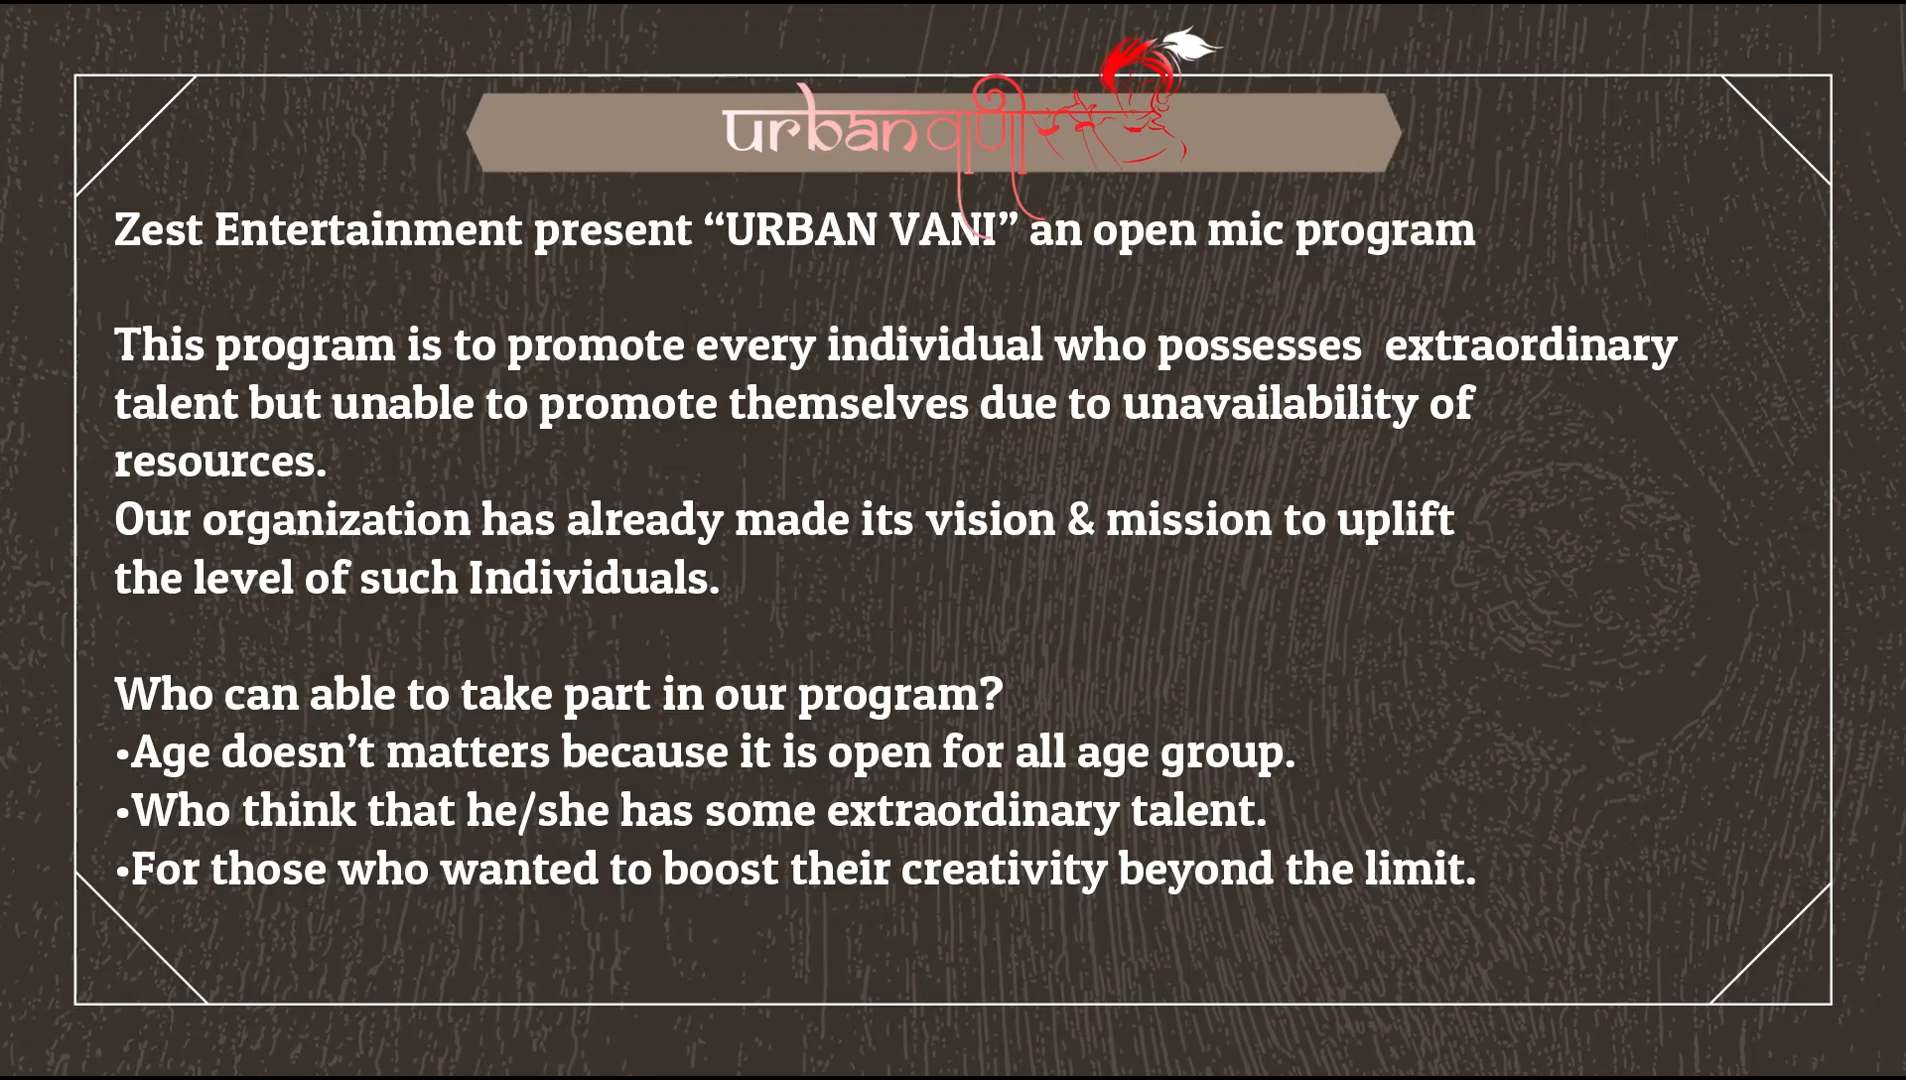 urban वाणी
Zest Entertainment present “URBAN VANI” an open mic program
This program is to promote every individual who possesses  extraordinary
talent but unable to promote themselves due to unavailability of
resources.
Our organization has already made its vision & mission to uplift
the level of such Individuals.
Who can able to take part in our program?
•Age doesn’t matters because it is open for all age group.
•Who think that he/she has some extraordinary talent.
•For those who wanted to boost their creativity beyond the limit.